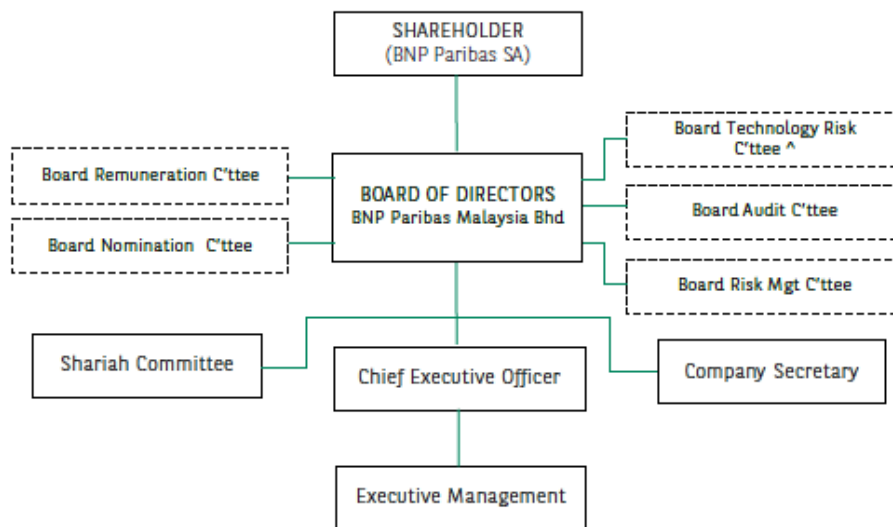 SHAREHOLDER
(BNP Paribas SA)
Board Technology Risk
C'ttee ^
Board Remuneration C'ttee
BOARD OF DIRECTORS
BNP Paribas Malaysia Bhd
Board Audit C'ttee
Board Nomination C'ttee
Board Risk Mgt C'ttee
Shariah Committee
Chief Executive Officer
Company Secretary
Executive Management